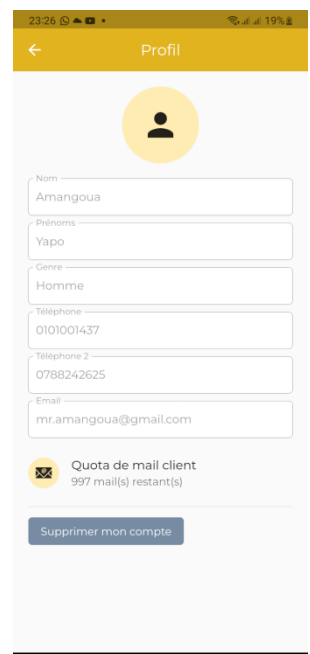 23:26 19%
Profil
Nom
Amangoua
Prénoms
Yapo
Genre
Homme
Téléphone
0101001437
Téléphone 2
0788242625
Email
mr.amangoua@gmail.com
Quota de mail client
997 mail(s) restant(s)
Supprimer mon compte